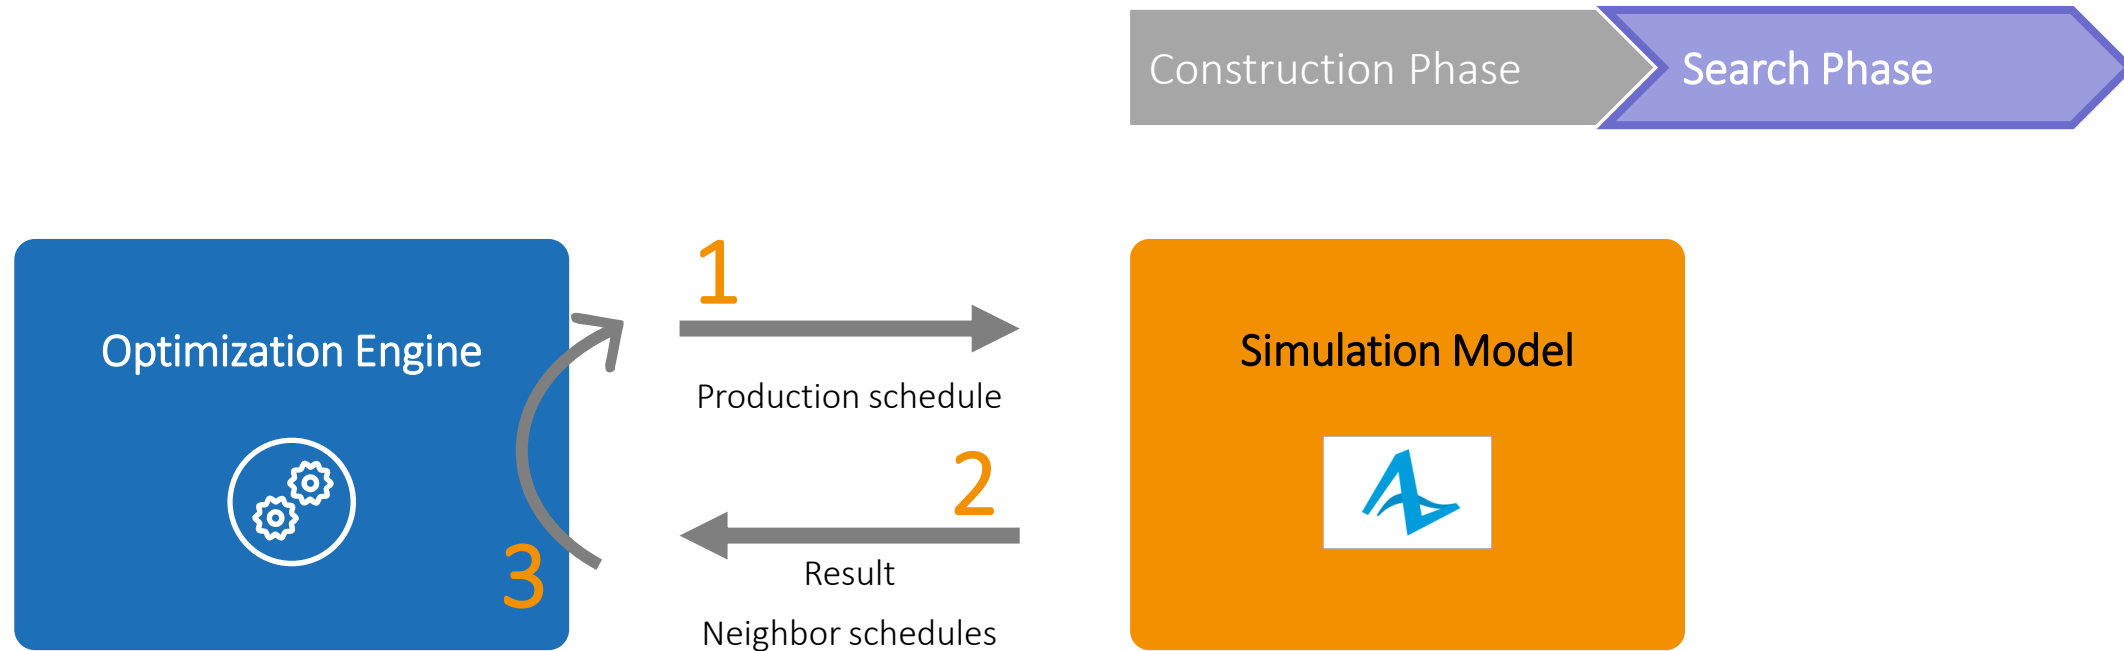 Construction Phase
Search Phase
Optimization Engine
1
Production schedule
2
Result
Neighbor schedules
3
Simulation Model